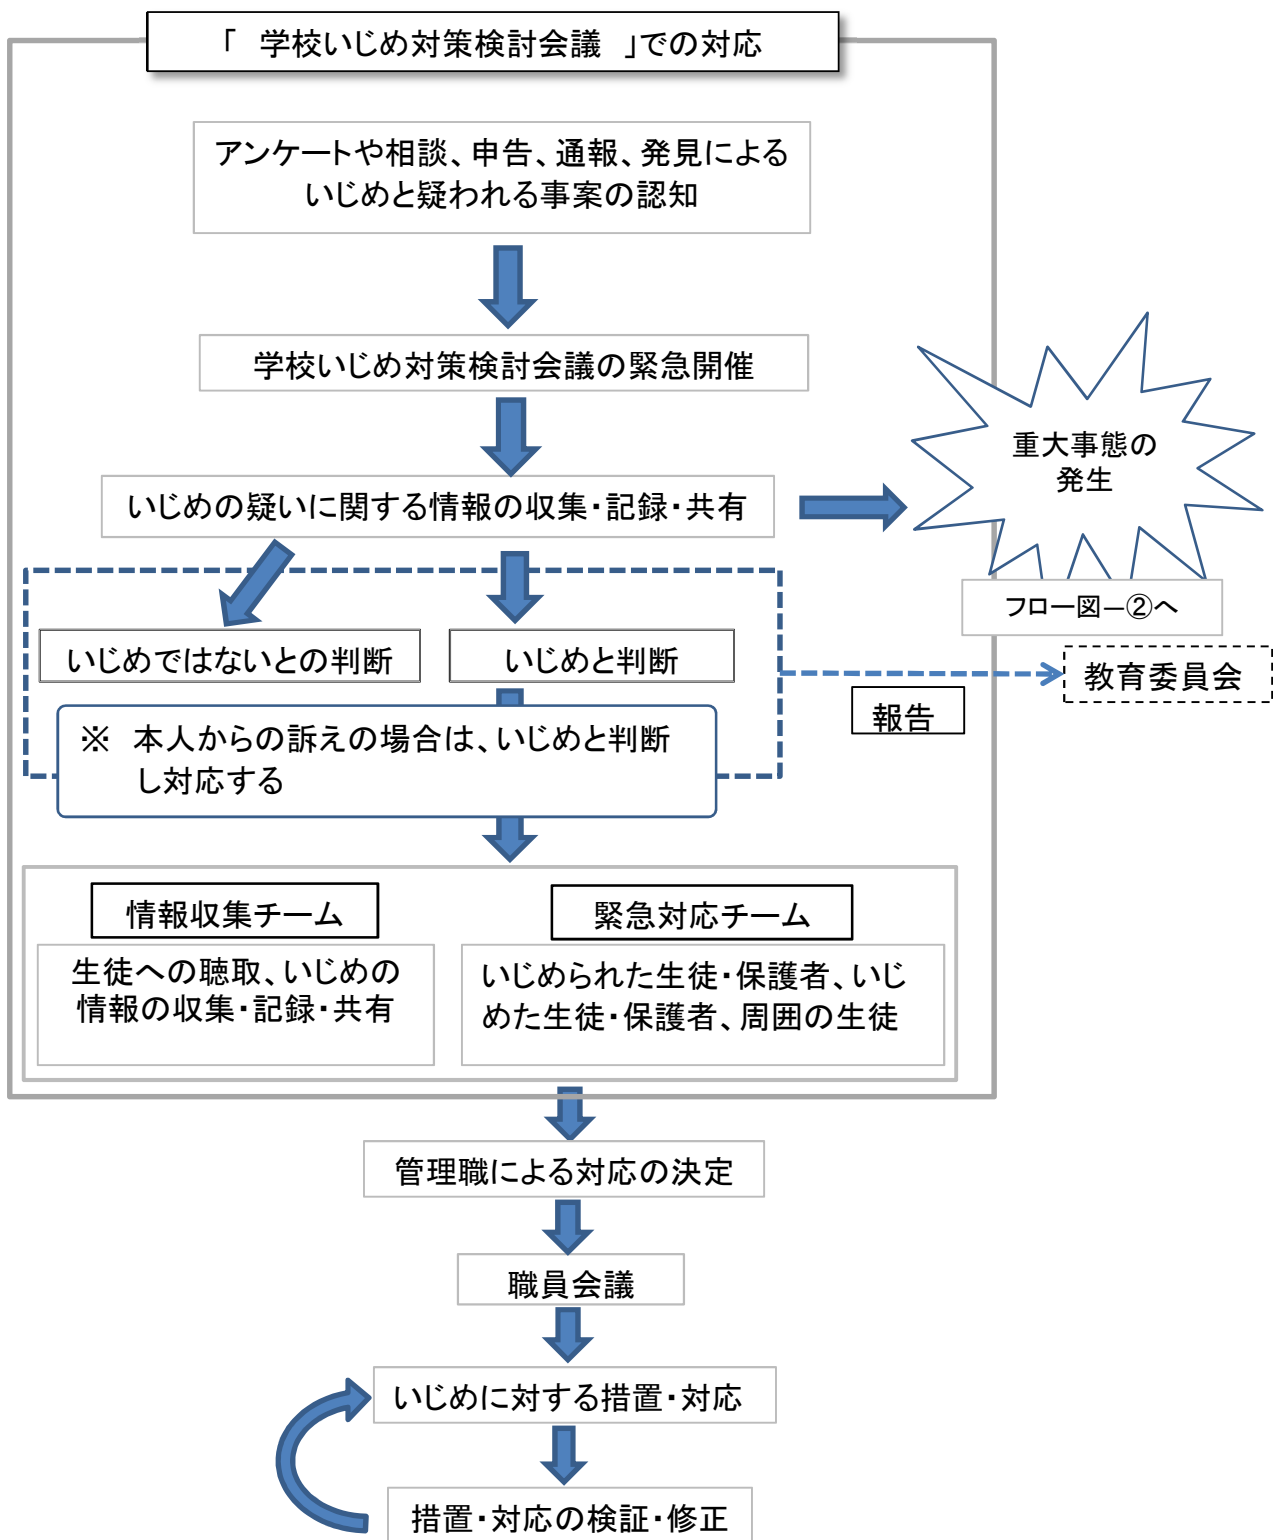 「　学校いじめ対策検討会議　」での対応
アンケートや相談、申告、通報、発見による
いじめと疑われる事案の認知
学校いじめ対策検討会議の緊急開催
重大事態の
発生
いじめの疑いに関する情報の収集・記録・共有
フロー図―②へ
いじめではないとの判断
いじめと判断
教育委員会
報告
※　本人からの訴えの場合は、いじめと判断
し対応する
情報収集チーム
生徒への聴取、いじめの
情報の収集・記録・共有
緊急対応チーム
いじめられた生徒・保護者、いじ
めた生徒・保護者、周囲の生徒
管理職による対応の決定
職員会議
いじめに対する措置・対応
措置・対応の検証・修正